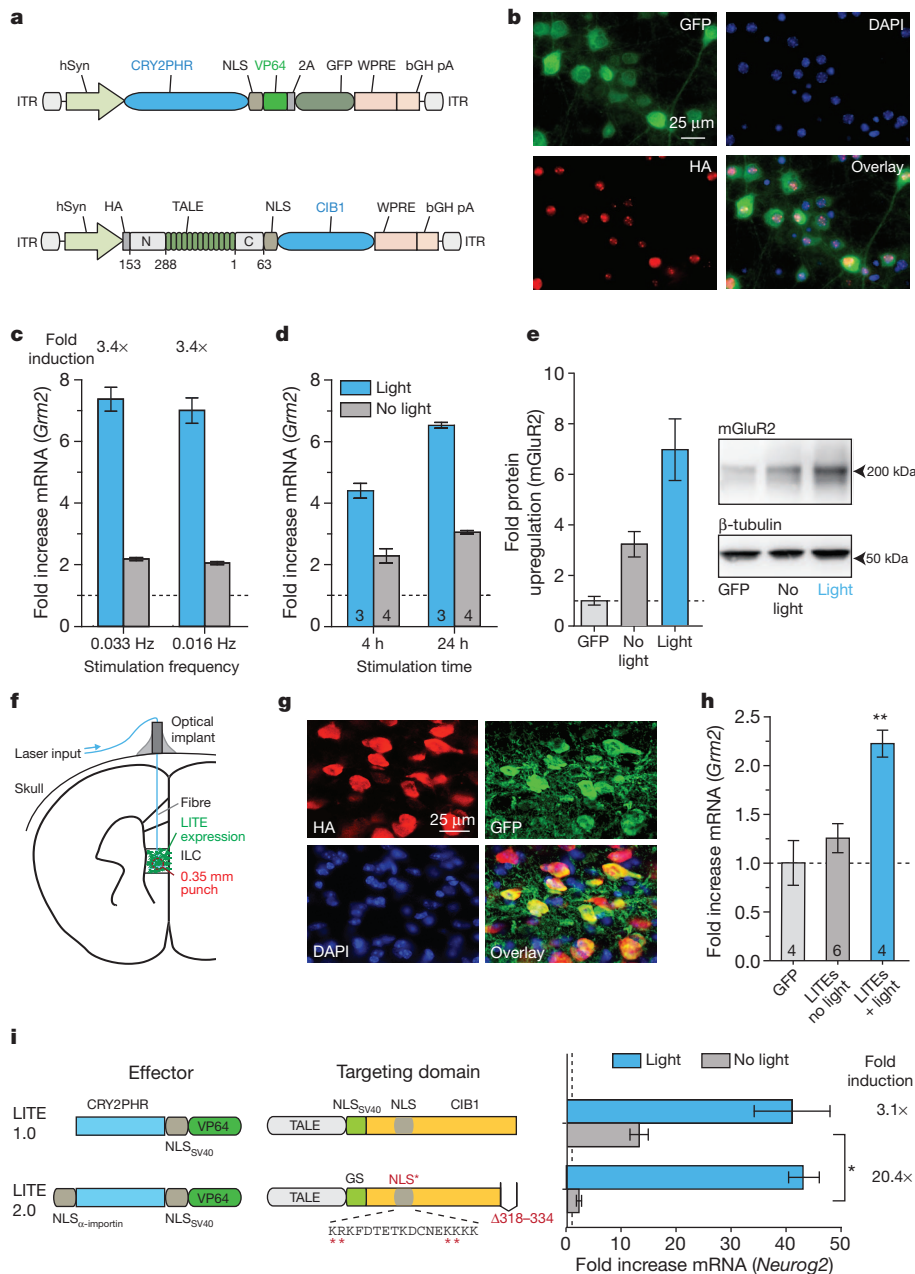 a
hSyn CRY2PHR NLS VP64 2A GFP WPRE bGH pA
ITR ITR
hSyn HA TALE NLS CIB1 WPRE bGH pA
ITR N C ITR
153 288 1 63
b
GFP DAPI
25 μm
HA Overlay
c
Fold induction 3.4× 3.4×
Fold increase mRNA (Grm2)
8
6
4
2
0
0.033 Hz 0.016 Hz
Stimulation frequency
d
Light
No light
Fold increase mRNA (Grm2)
8
6
4
2
0
3 4 3 4
4 h 24 h
Stimulation time
e
Fold protein upregulation (mGluR2)
10
8
6
4
2
0
GFP No light Light
mGluR2
200 kDa
β-tubulin
50 kDa
GFP No light Light
f
Laser input
Optical implant
Skull
Fibre
LITE expression
ILC
0.35 mm punch
g
HA 25 μm GFP
DAPI Overlay
h
Fold increase mRNA (Grm2)
2.5
2.0
1.5
1.0
0.5
0.0
**
4 6 4
GFP LITEs no light LITEs + light
i
Effector Targeting domain
LITE 1.0
CRY2PHR
VP64
NLSSV40
NLSSV40 NLS CIB1
TALE
LITE 2.0
VP64
NLSα-importin NLSSV40
GS NLS*
TALE
Δ318–334
KRKFDTETKDCNEKKKK
** **
Light No light
Fold induction
3.1×
*
20.4×
0 10 20 30 40 50
Fold increase mRNA (Neurog2)